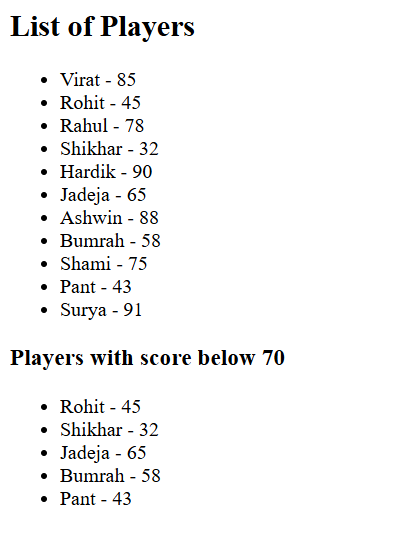 List of Players
Virat - 85
Rohit - 45
Rahul - 78
Shikhar - 32
Hardik - 90
Jadeja - 65
Ashwin - 88
Bumrah - 58
Shami - 75
Pant - 43
Surya - 91
Players with score below 70
Rohit - 45
Shikhar - 32
Jadeja - 65
Bumrah - 58
Pant - 43